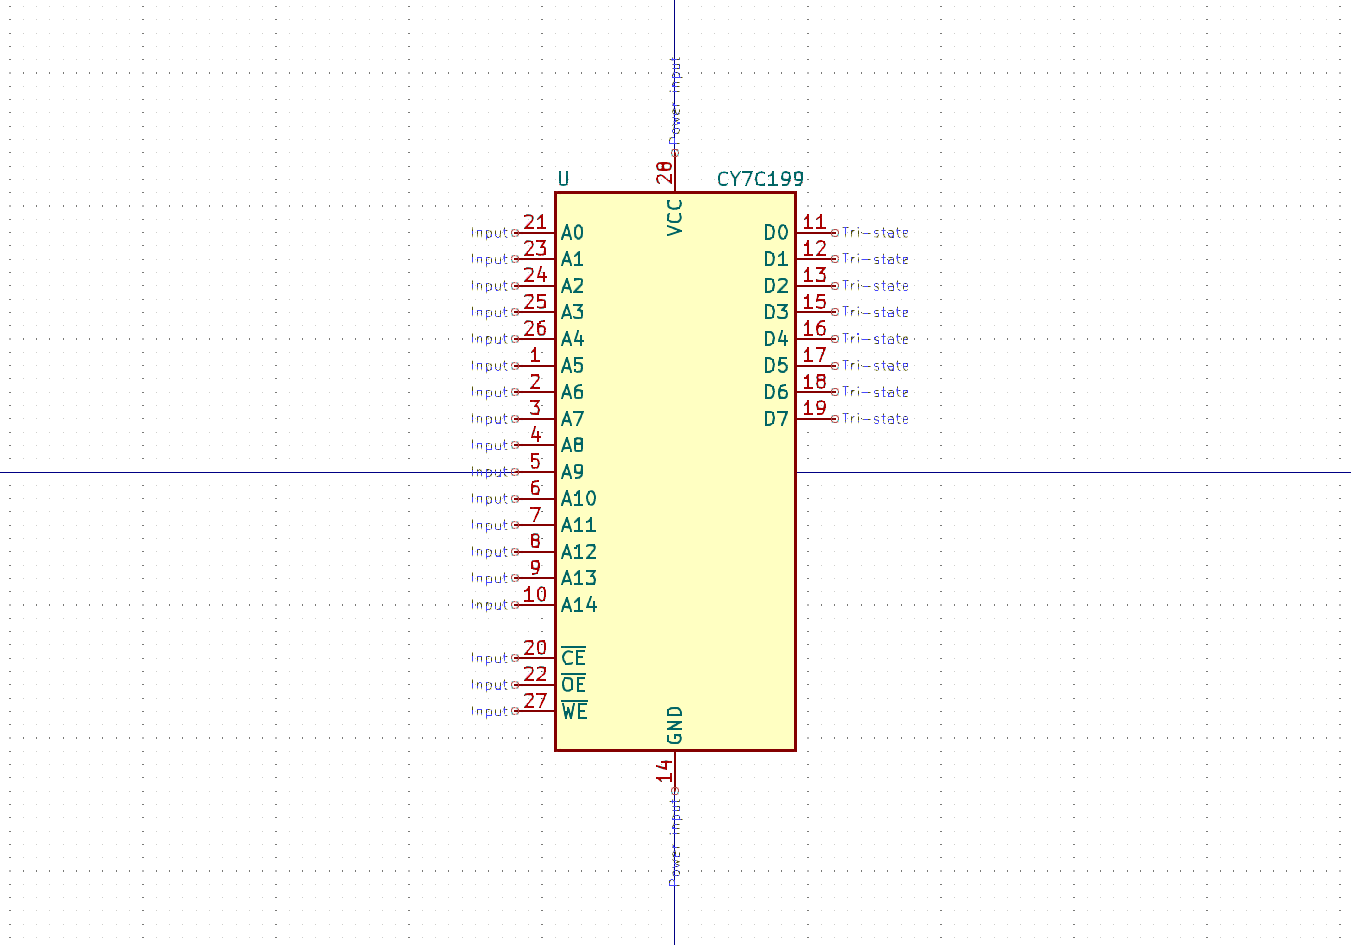 Power input
28
U CY7C199
VCC
Input 21 A0 D0 11 Tri-state
Input 23 A1 D1 12 Tri-state
Input 24 A2 D2 13 Tri-state
Input 25 A3 D3 15 Tri-state
Input 26 A4 D4 16 Tri-state
Input 1 A5 D5 17 Tri-state
Input 2 A6 D6 18 Tri-state
Input 3 A7 D7 19 Tri-state
Input 4 A8
Input 5 A9
Input 6 A10
Input 7 A11
Input 8 A12
Input 9 A13
Input 10 A14
Input 20 CE
Input 22 OE
Input 27 WE
GND
14
Power input